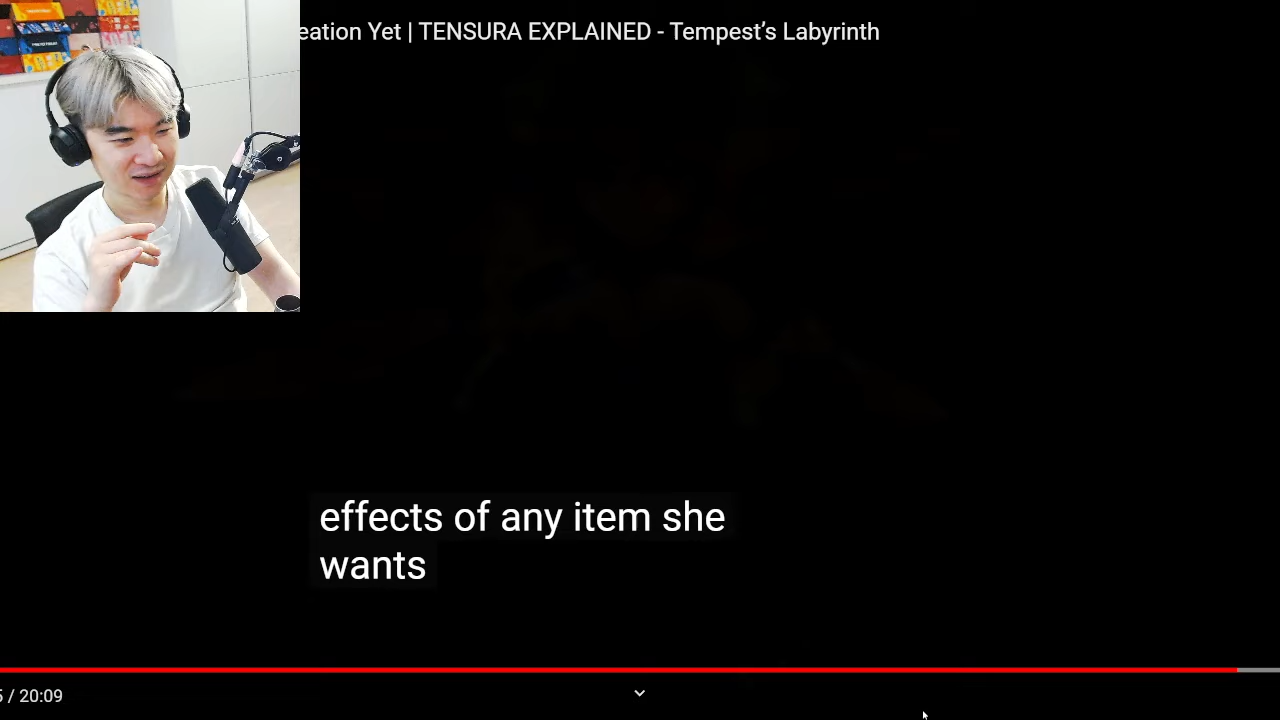 eation Yet | TENSURA EXPLAINED - Tempest’s Labyrinth
effects of any item she
wants
/ 20:09